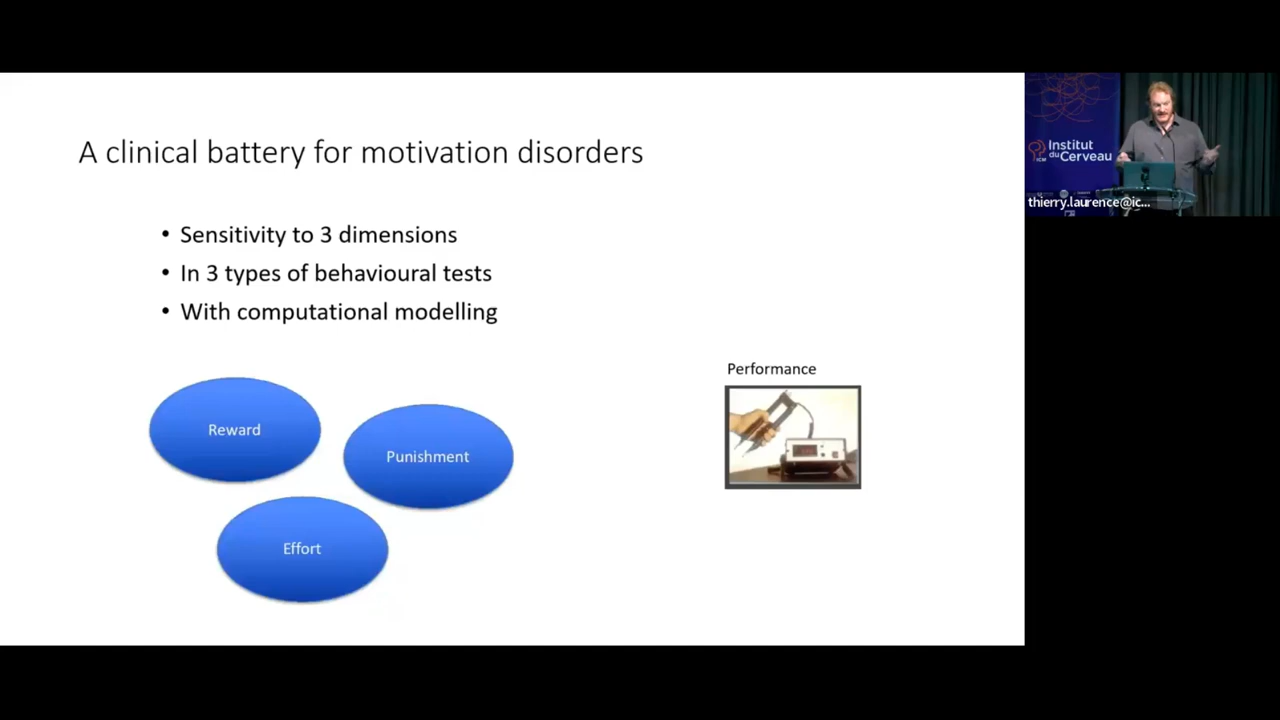 A clinical battery for motivation disorders
• Sensitivity to 3 dimensions
• In 3 types of behavioural tests
• With computational modelling
Performance
Reward
Punishment
Effort
ICM
Institut
du Cerveau
thierry.laurence@ic...